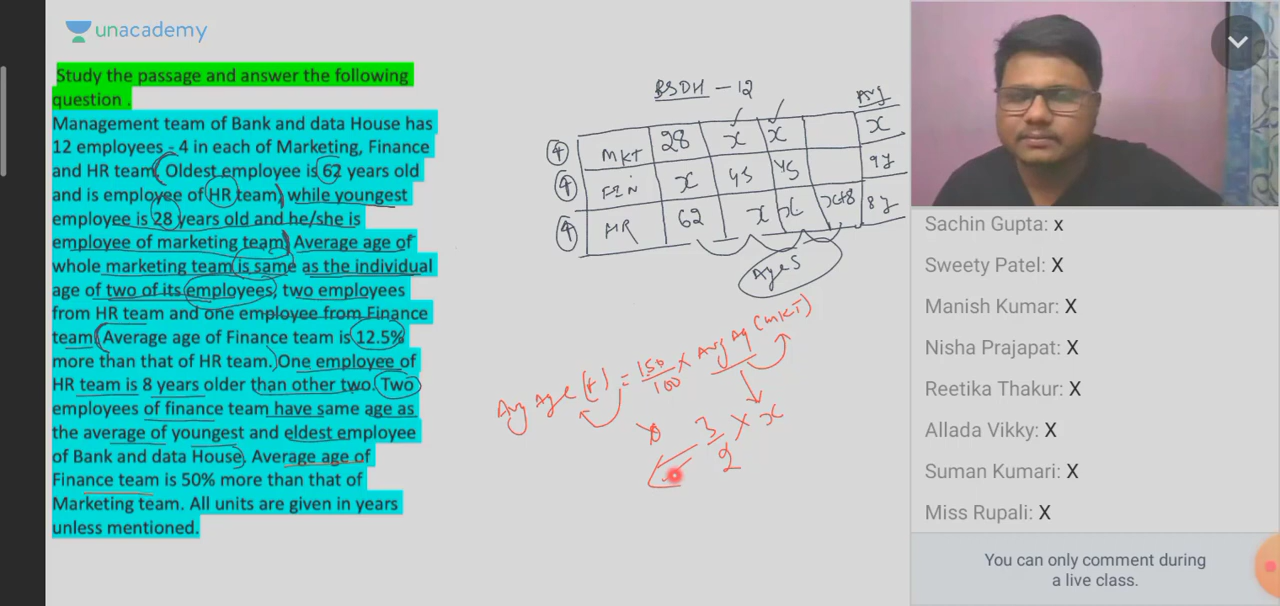 unacademy
Study the passage and answer the following
question .
Management team of Bank and data House has
12 employees - 4 in each of Marketing, Finance
and HR team. Oldest employee is 62 years old
and is employee of HR team, while youngest
employee is 28 years old and he/she is
employee of marketing team. Average age of
whole marketing team is same as the individual
age of two of its employees, two employees
from HR team and one employee from Finance
team. Average age of Finance team is 12.5%
more than that of HR team. One employee of
HR team is 8 years older than other two. Two
employees of finance team have same age as
the average of youngest and eldest employee
of Bank and data House. Average age of
Finance team is 50% more than that of
Marketing team. All units are given in years
unless mentioned.
BSDH - 12
Avg
4 MKT 28 x x x
4 FIN x 45 45 9y
4 HR 62 x x x+8 8y
Ages
Avg Age (F) = 150/100 x Avg Ag (MKT)
3/2 x x
Sachin Gupta: x
Sweety Patel: X
Manish Kumar: X
Nisha Prajapat: X
Reetika Thakur: X
Allada Vikky: X
Suman Kumari: X
Miss Rupali: X
You can only comment during
a live class.